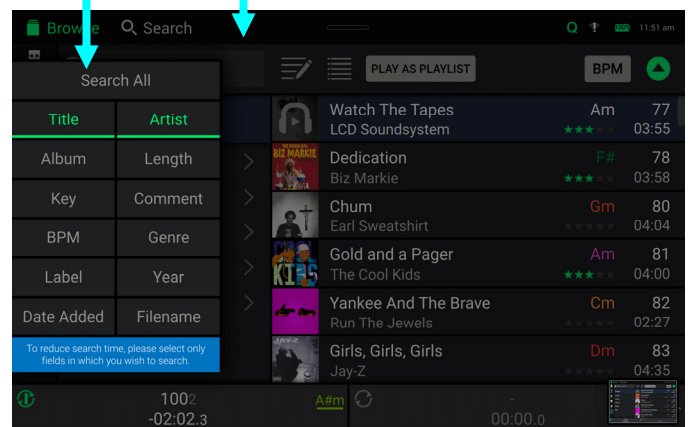 Browse
Search
Q
100%
11:51 am
PLAY AS PLAYLIST
BPM
Search All
Title
Artist
Album
Length
Key
Comment
BPM
Genre
Label
Year
Date Added
Filename
To reduce search time, please select only
fields in which you wish to search.
Watch The Tapes
Am
77
LCD Soundsystem
03:55
BIZ MARKIE
Dedication
F#
78
Biz Markie
03:58
Chum
Gm
80
Earl Sweatshirt
04:04
Gold and a Pager
Am
81
The Cool Kids
04:00
Yankee And The Brave
Cm
82
Run The Jewels
02:27
JAY-Z
Girls, Girls, Girls
Dm
83
Jay-Z
04:35
1002
A#m
-
-02:02.3
00:00.0